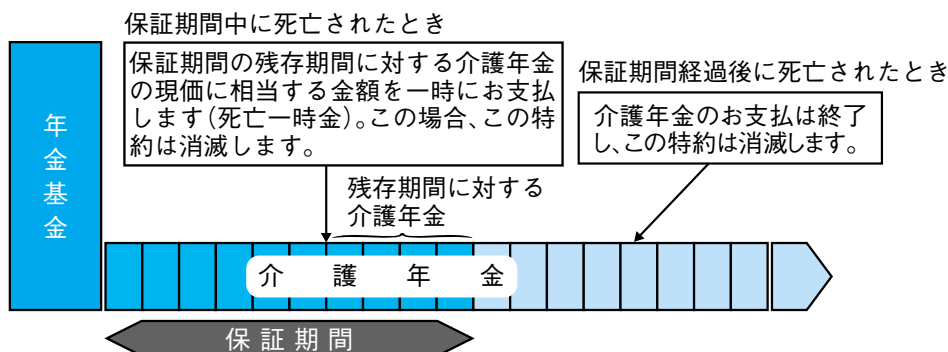 保証期間中に死亡されたとき
保証期間の残存期間に対する介護年金
の現価に相当する金額を一時にお支払
します（死亡一時金）。この場合、この特
約は消滅します。
保証期間経過後に死亡されたとき
介護年金のお支払は終了
し、この特約は消滅します。
年金基金
残存期間に対する
介護年金
介護年金
保証期間